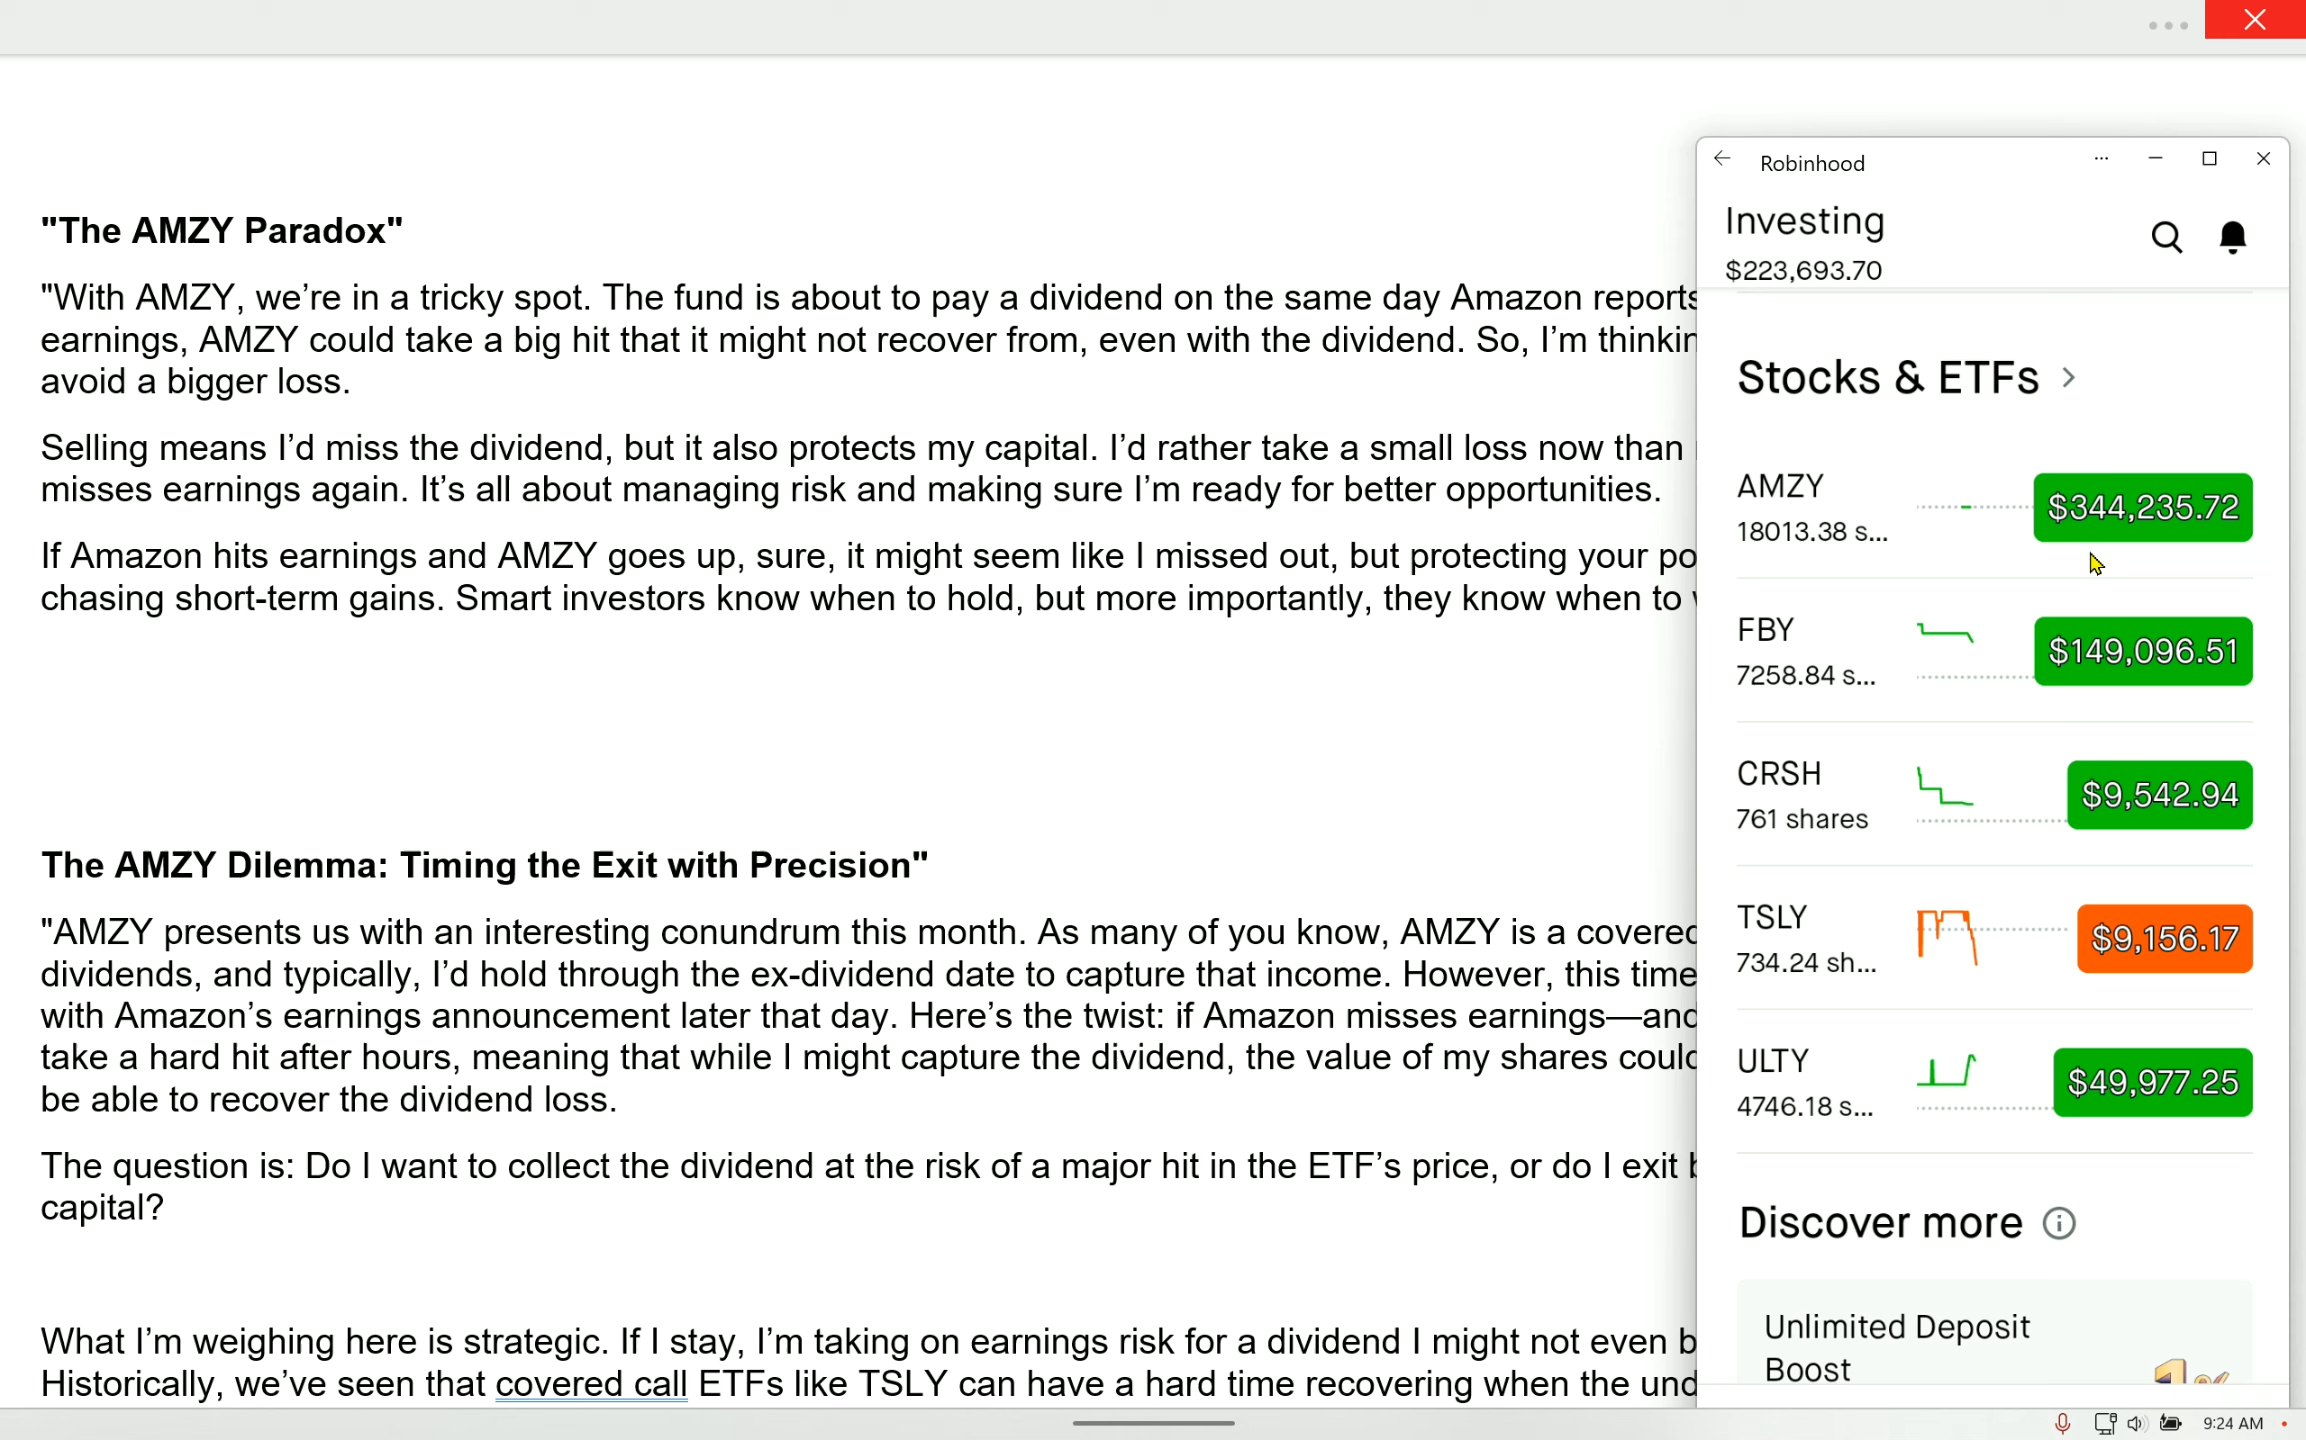 "The AMZY Paradox"
"With AMZY, we're in a tricky spot. The fund is about to pay a dividend on the same day Amazon reports
earnings, AMZY could take a big hit that it might not recover from, even with the dividend. So, I'm thinkin
avoid a bigger loss.
Selling means I'd miss the dividend, but it also protects my capital. I'd rather take a small loss now than
misses earnings again. It's all about managing risk and making sure I'm ready for better opportunities.
If Amazon hits earnings and AMZY goes up, sure, it might seem like I missed out, but protecting your po
chasing short-term gains. Smart investors know when to hold, but more importantly, they know when to
The AMZY Dilemma: Timing the Exit with Precision"
"AMZY presents us with an interesting conundrum this month. As many of you know, AMZY is a covered
dividends, and typically, I'd hold through the ex-dividend date to capture that income. However, this time
with Amazon's earnings announcement later that day. Here's the twist: if Amazon misses earnings—and
take a hard hit after hours, meaning that while I might capture the dividend, the value of my shares could
be able to recover the dividend loss.
The question is: Do I want to collect the dividend at the risk of a major hit in the ETF's price, or do I exit b
capital?
What I'm weighing here is strategic. If I stay, I'm taking on earnings risk for a dividend I might not even b
Historically, we've seen that covered call ETFs like TSLY can have a hard time recovering when the und
Robinhood
Investing
$223,693.70
Stocks & ETFs
AMZY
18013.38 s...
$344,235.72
FBY
7258.84 s...
$149,096.51
CRSH
761 shares
$9,542.94
TSLY
734.24 sh...
$9,156.17
ULTY
4746.18 s...
$49,977.25
Discover more
Unlimited Deposit
Boost
9:24 AM